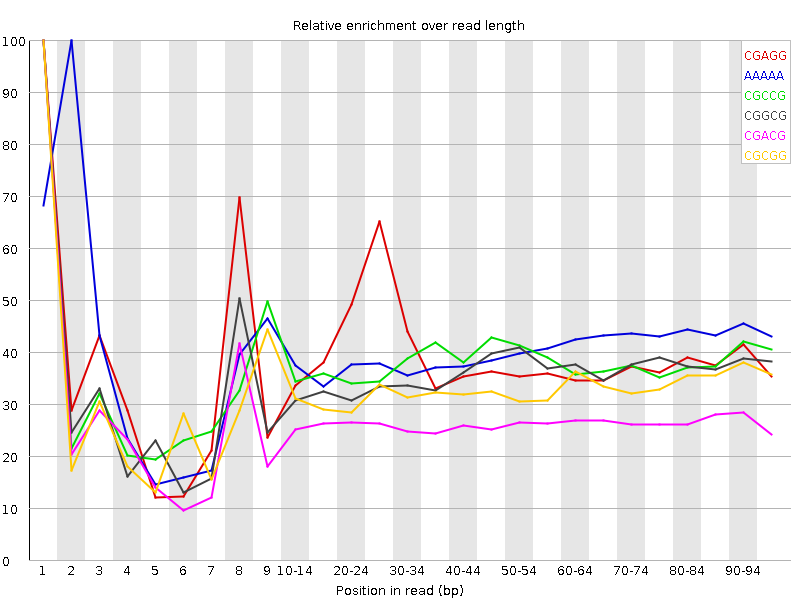 Relative enrichment over read length
100
90
80
70
60
50
40
30
20
10
0
CGAGG
AAAAA
CGCCG
CGGCG
CGACG
CGCGG
1 2 3 4 5 6 7 8 9 10-14 20-24 30-34 40-44 50-54 60-64 70-74 80-84 90-94
Position in read (bp)